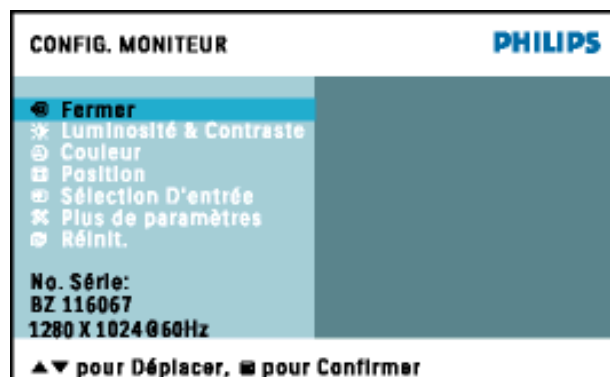 CONFIG. MONITEUR PHILIPS
Fermer
Luminosité & Contraste
Couleur
Position
Sélection D'entrée
Plus de paramètres
Réinit.
No. Série:
BZ 116067
1280 X 1024@60Hz
▲▼ pour Déplacer, pour Confirmer